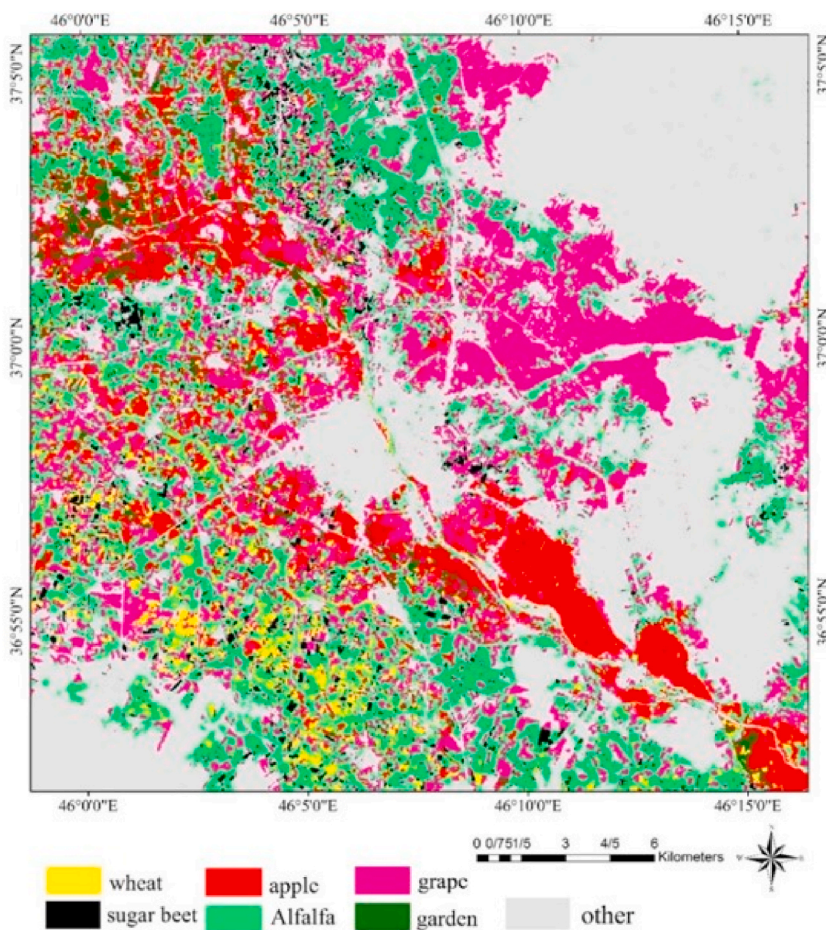 46°0'0"E 46°5'0"E 46°10'0"E 46°15'0"E
37°5'0"N 37°5'0"N
37°0'0"N 37°0'0"N
36°55'0"N 36°55'0"N
46°0'0"E 46°5'0"E 46°10'0"E 46°15'0"E
0 0/75 1/5 3 4/5 6
Kilometers
N
W E
S
wheat apple grape
sugar beet Alfalfa garden other